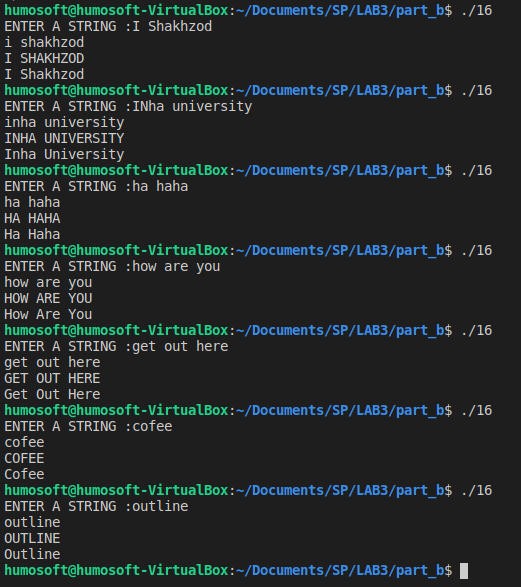 humosoft@humosoft-VirtualBox:~/Documents/SP/LAB3/part_b$ ./16
ENTER A STRING :I Shakhzod
i shakhzod
I SHAKHZOD
I Shakhzod
humosoft@humosoft-VirtualBox:~/Documents/SP/LAB3/part_b$ ./16
ENTER A STRING :INha university
inha university
INHA UNIVERSITY
Inha University
humosoft@humosoft-VirtualBox:~/Documents/SP/LAB3/part_b$ ./16
ENTER A STRING :ha haha
ha haha
HA HAHA
Ha Haha
humosoft@humosoft-VirtualBox:~/Documents/SP/LAB3/part_b$ ./16
ENTER A STRING :how are you
how are you
HOW ARE YOU
How Are You
humosoft@humosoft-VirtualBox:~/Documents/SP/LAB3/part_b$ ./16
ENTER A STRING :get out here
get out here
GET OUT HERE
Get Out Here
humosoft@humosoft-VirtualBox:~/Documents/SP/LAB3/part_b$ ./16
ENTER A STRING :cofee
cofee
COFEE
Cofee
humosoft@humosoft-VirtualBox:~/Documents/SP/LAB3/part_b$ ./16
ENTER A STRING :outline
outline
OUTLINE
Outline
humosoft@humosoft-VirtualBox:~/Documents/SP/LAB3/part_b$